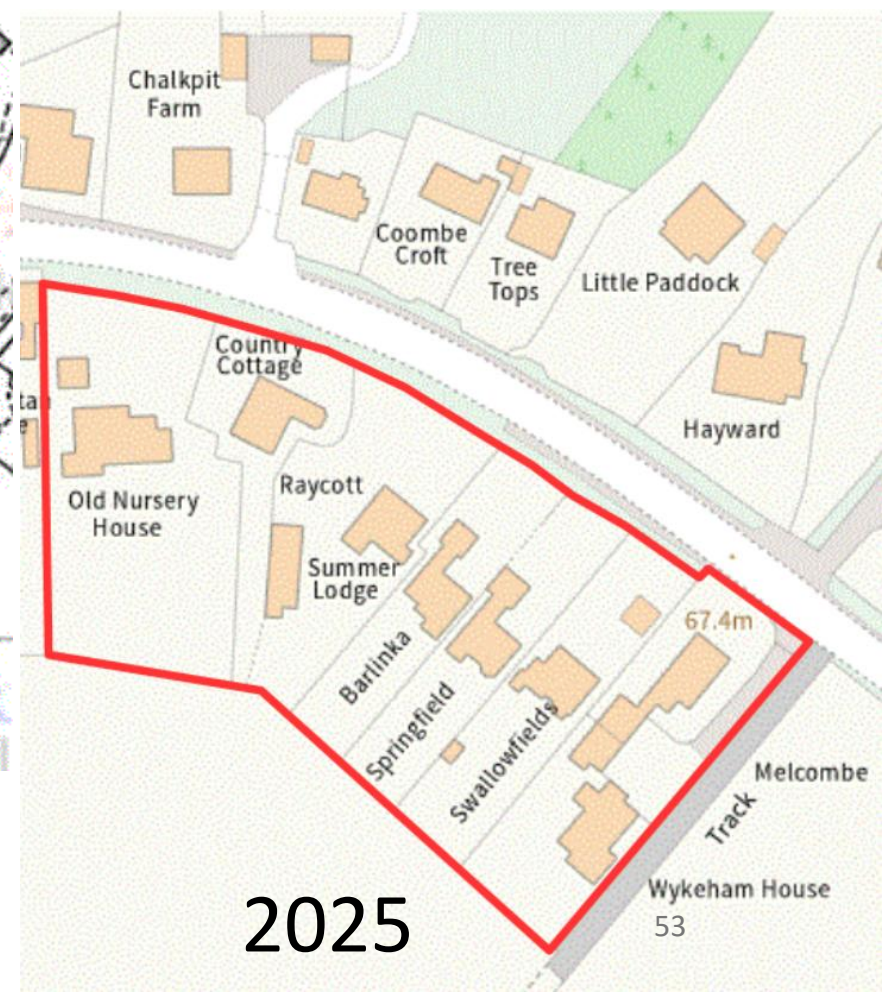 Chalkpit
Farm
Coombe
Croft
Tree
Tops
Little Paddock
Country
Cottage
Hayward
Old Nursery
House
Raycott
Summer
Lodge
67.4m
Barlinka
Springfield
Swallowfields
Melcombe
Track
Wykeham House
2025
53